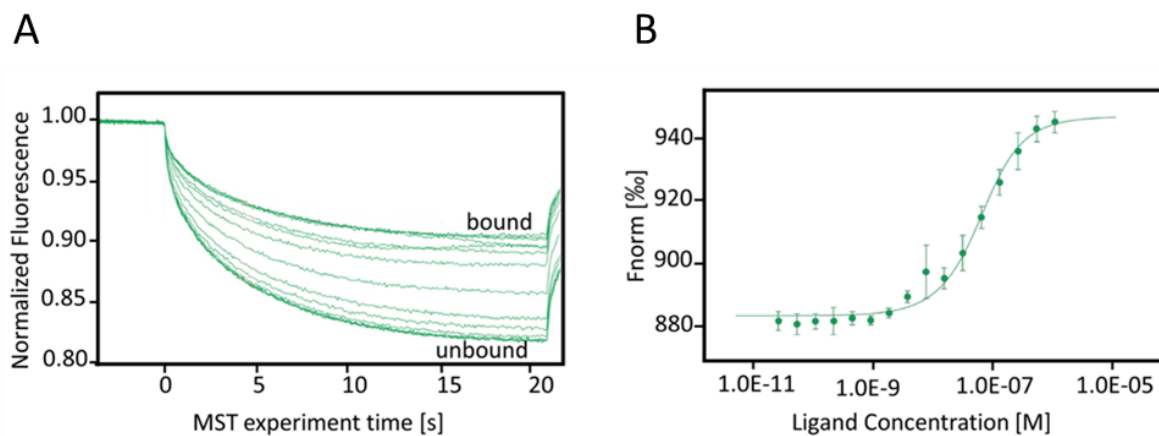 A
B
1.00
0.95
0.90
0.85
0.80
Normalized Fluorescence
bound
unbound
0 5 10 15 20
MST experiment time [s]
940
920
900
880
Fnorm [‰]
1.0E-11 1.0E-9 1.0E-07 1.0E-05
Ligand Concentration [M]